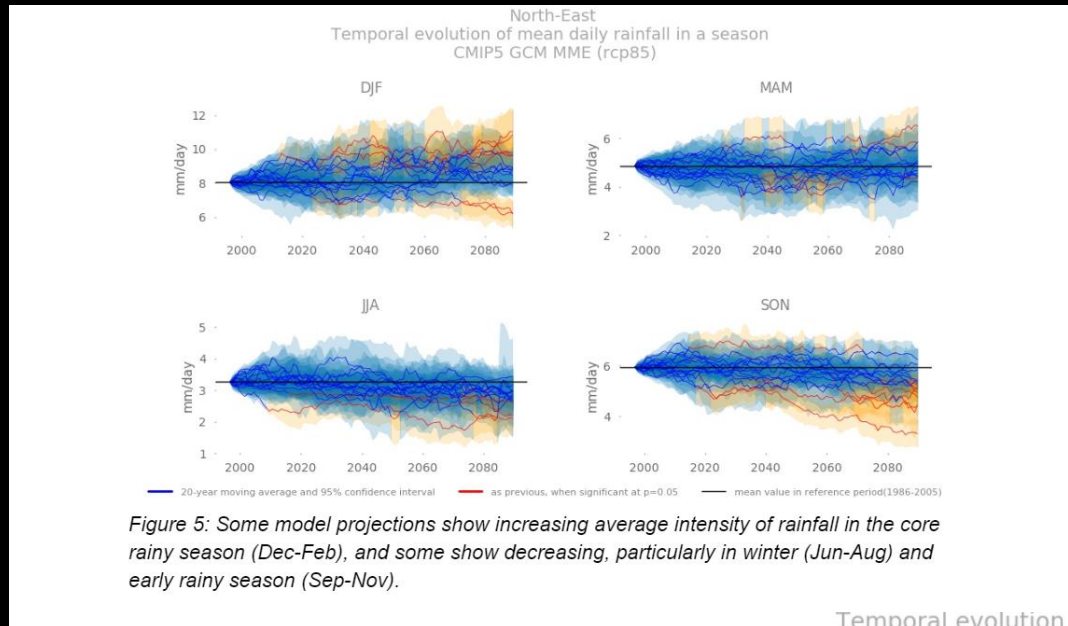 North-East
Temporal evolution of mean daily rainfall in a season
CMIP5 GCM MME (rcp85)
DJF
12
10
8
6
mm/day
2000 2020 2040 2060 2080
MAM
6
4
2
mm/day
2000 2020 2040 2060 2080
JJA
5
4
3
2
1
mm/day
2000 2020 2040 2060 2080
SON
6
4
mm/day
2000 2020 2040 2060 2080
20-year moving average and 95% confidence interval as previous, when significant at p=0.05 mean value in reference period(1986-2005)
Figure 5: Some model projections show increasing average intensity of rainfall in the core
rainy season (Dec-Feb), and some show decreasing, particularly in winter (Jun-Aug) and
early rainy season (Sep-Nov).
Temporal evolution